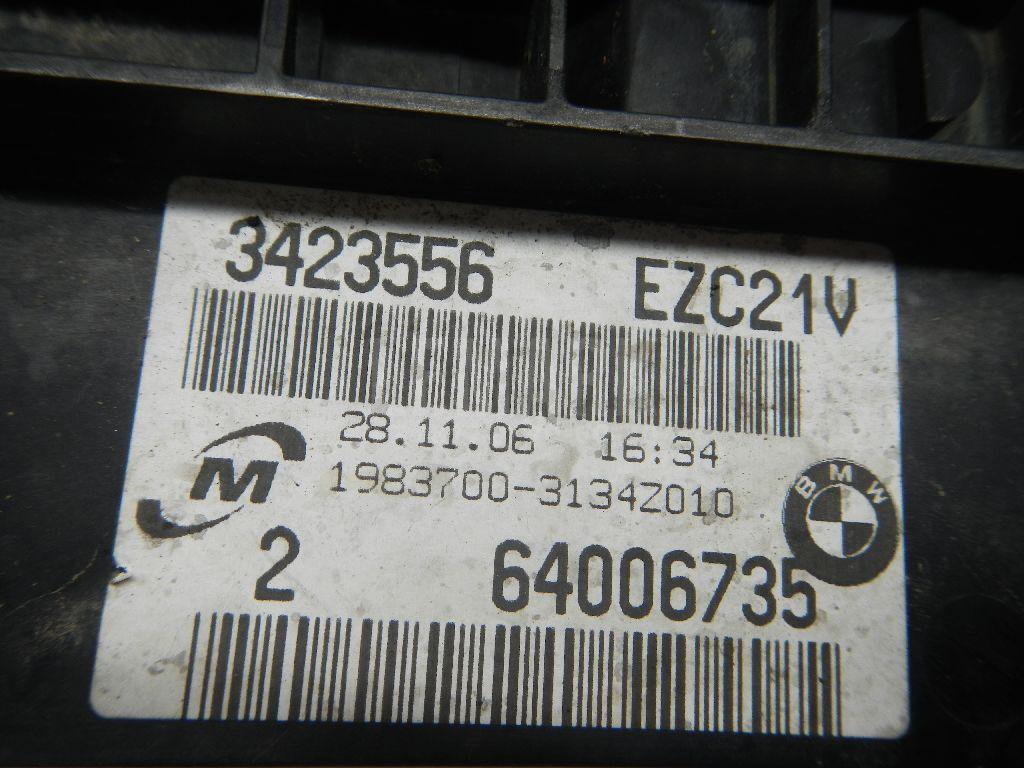 3423556 EZC21V
28.11.06 16:34
1983700-3134Z010
M
BMW
2 64006735